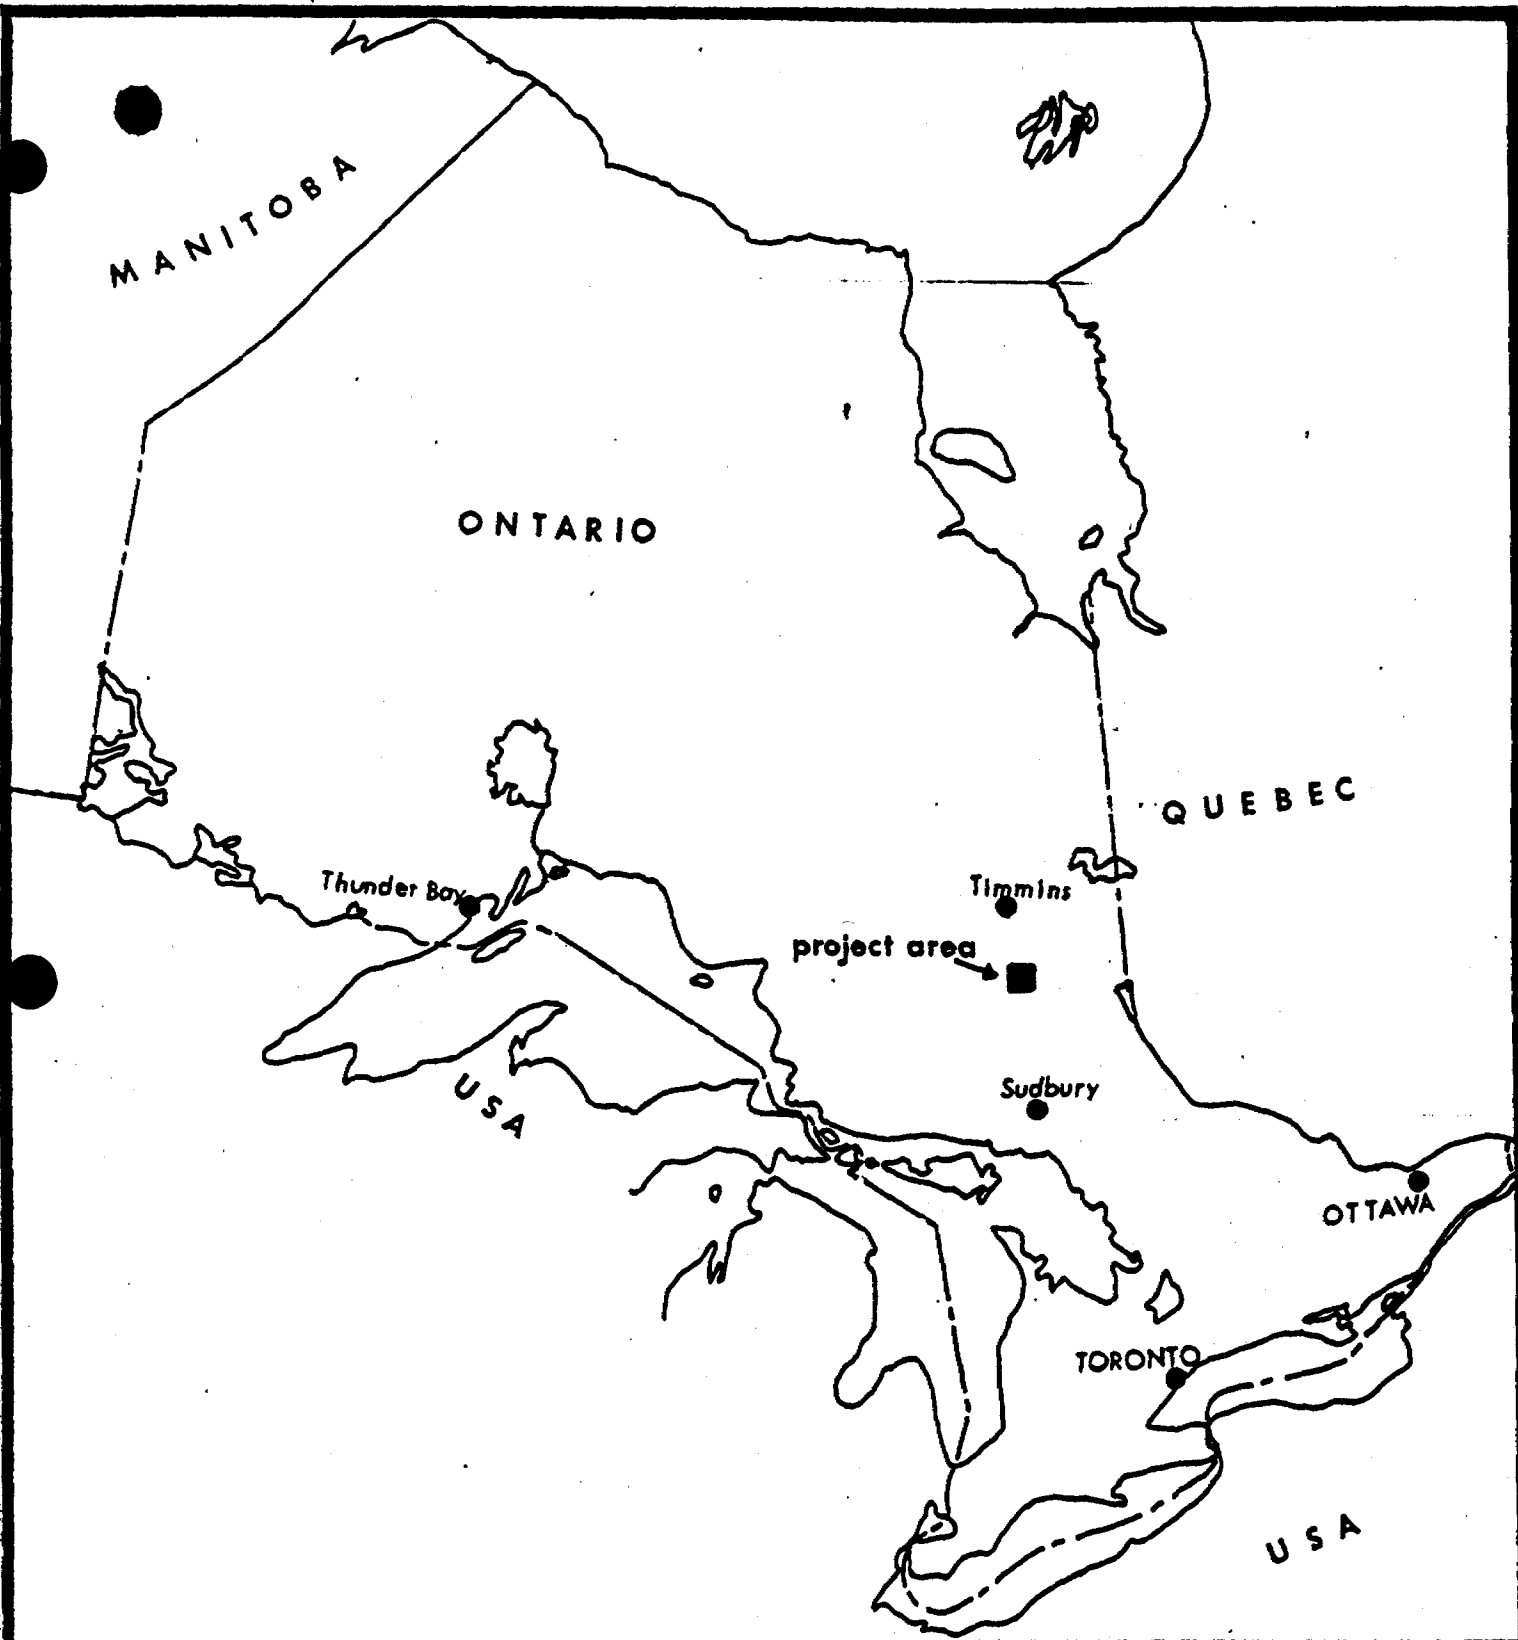 MANITOBA
ONTARIO
QUEBEC
Thunder Bay
Timmins
project area
USA
Sudbury
OTTAWA
TORONTO
USA